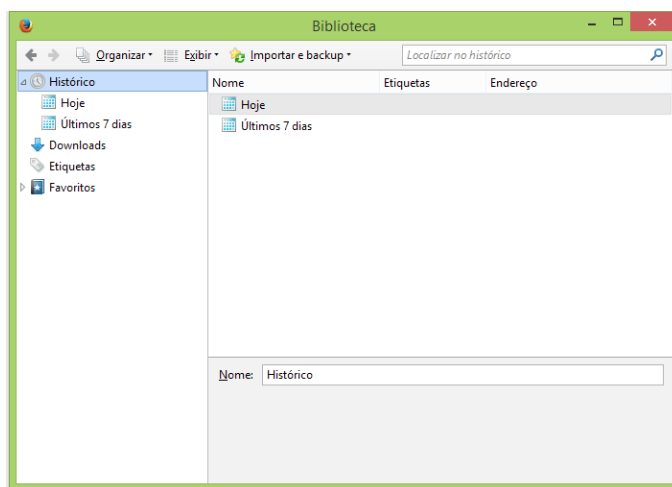 Biblioteca
Organizar Exibir Importar e backup Localizar no histórico
Histórico
Hoje
Últimos 7 dias
Downloads
Etiquetas
Favoritos
Nome Etiquetas Endereço
Hoje
Últimos 7 dias
Nome: Histórico